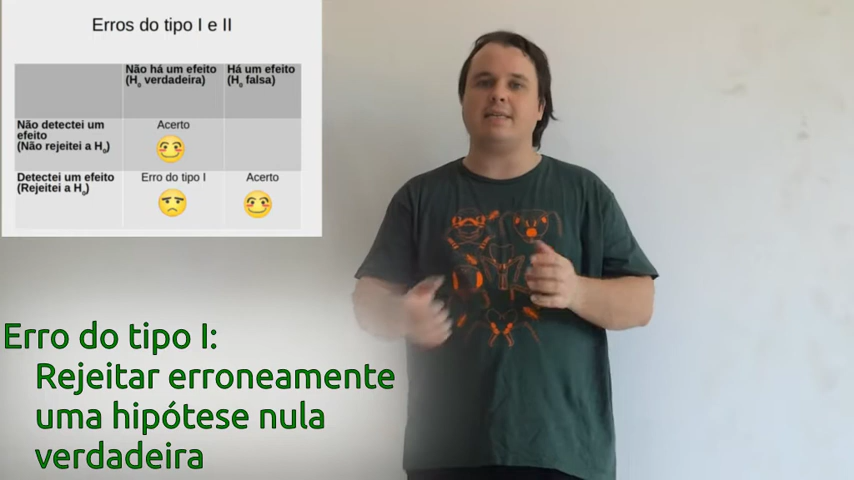 Erros do tipo I e II
Não há um efeito Há um efeito
(H0 verdadeira) (H0 falsa)
Não detectei um Acerto
efeito
(Não rejeitei a H0)
Detectei um efeito Erro do tipo I Acerto
(Rejeitei a H0)
Erro do tipo I:
Rejeitar erroneamente
uma hipótese nula
verdadeira